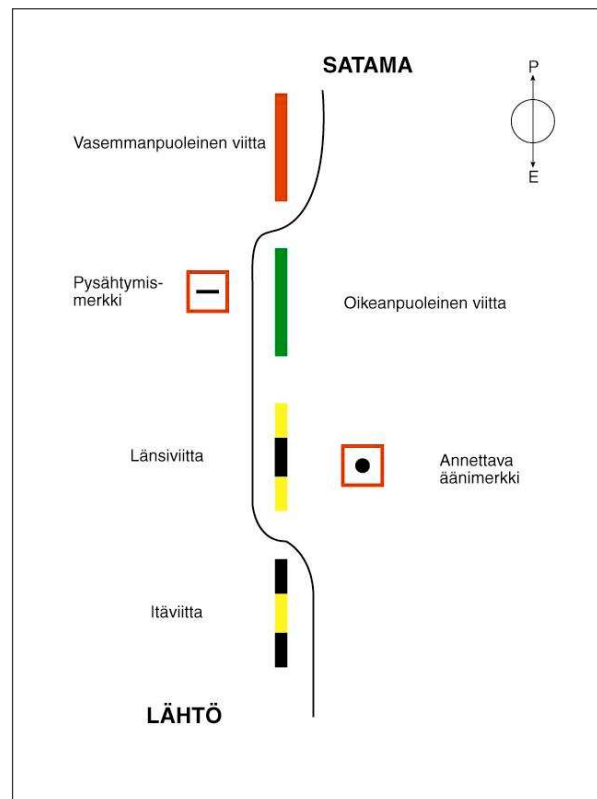 SATAMA
P
E
Vasemmanpuoleinen viitta
Pysähtymis-
merkki
Oikeanpuoleinen viitta
Länsiviitta
Annettava
äänimerkki
Itäviitta
LÄHTÖ